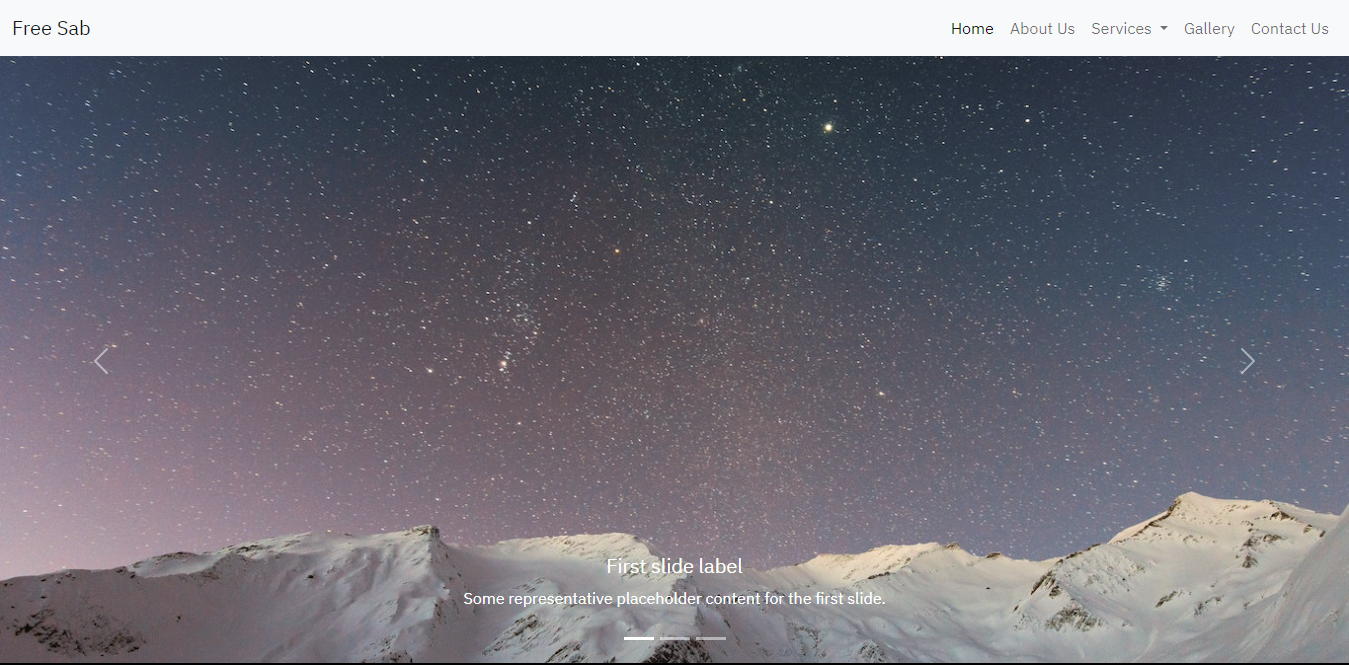 Free Sab
Home About Us Services Gallery Contact Us
First slide label
Some representative placeholder content for the first slide.